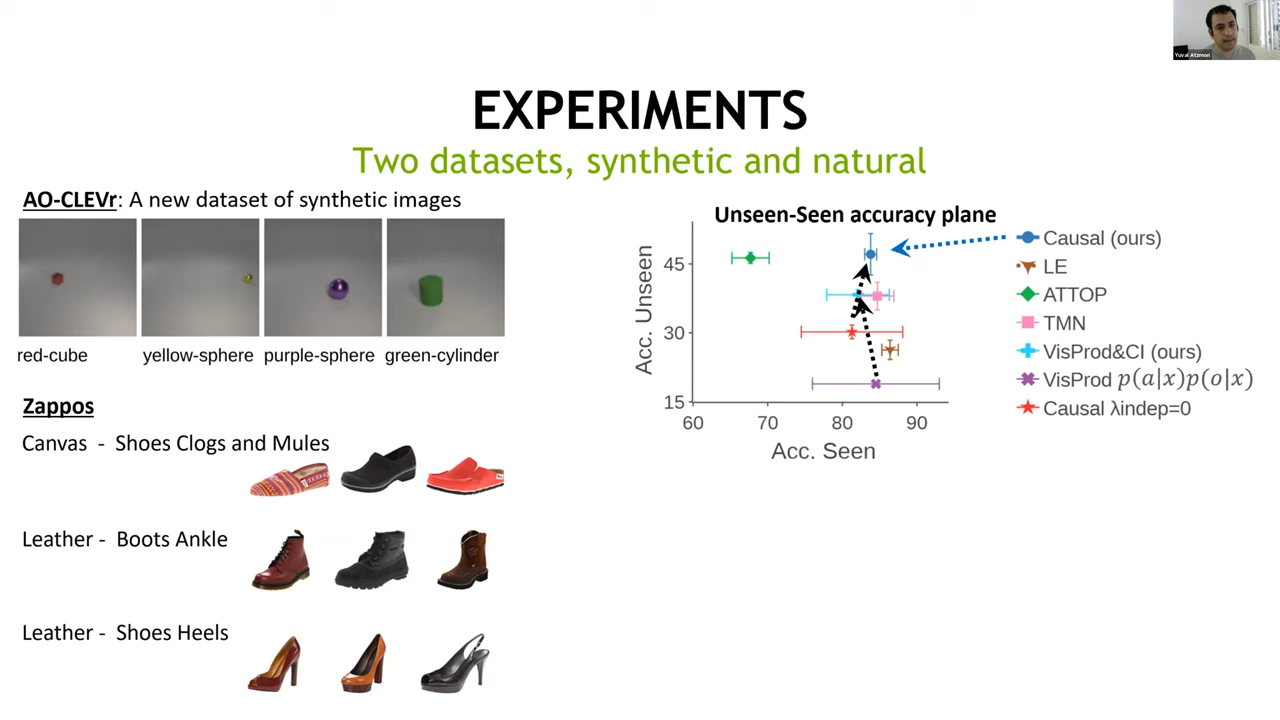 Yuval Atzmon
EXPERIMENTS
Two datasets, synthetic and natural
AO-CLEVr: A new dataset of synthetic images
red-cube
yellow-sphere
purple-sphere
green-cylinder
Zappos
Canvas - Shoes Clogs and Mules
Leather - Boots Ankle
Leather - Shoes Heels
Unseen-Seen accuracy plane
Acc. Unseen
45
30
15
60
70
80
90
Acc. Seen
Causal (ours)
LE
ATTOP
TMN
VisProd&CI (ours)
VisProd p(a|x)p(o|x)
Causal λindep=0